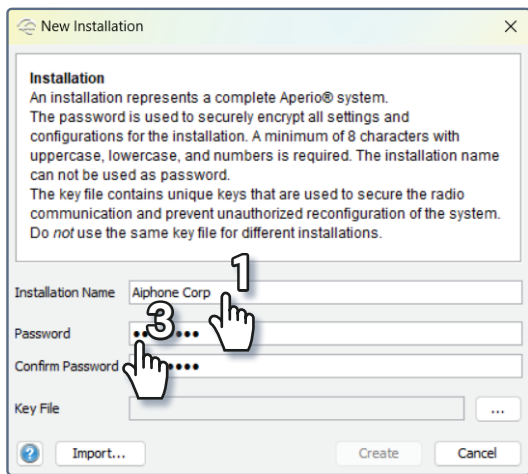 New Installation
Installation
An installation represents a complete Aperio® system.
The password is used to securely encrypt all settings and
configurations for the installation. A minimum of 8 characters with
uppercase, lowercase, and numbers is required. The installation name
can not be used as password.
The key file contains unique keys that are used to secure the radio
communication and prevent unauthorized reconfiguration of the system.
Do not use the same key file for different installations.
Installation Name Aiphone Corp 1
Password 3
Confirm Password
Key File ...
? Import... Create Cancel